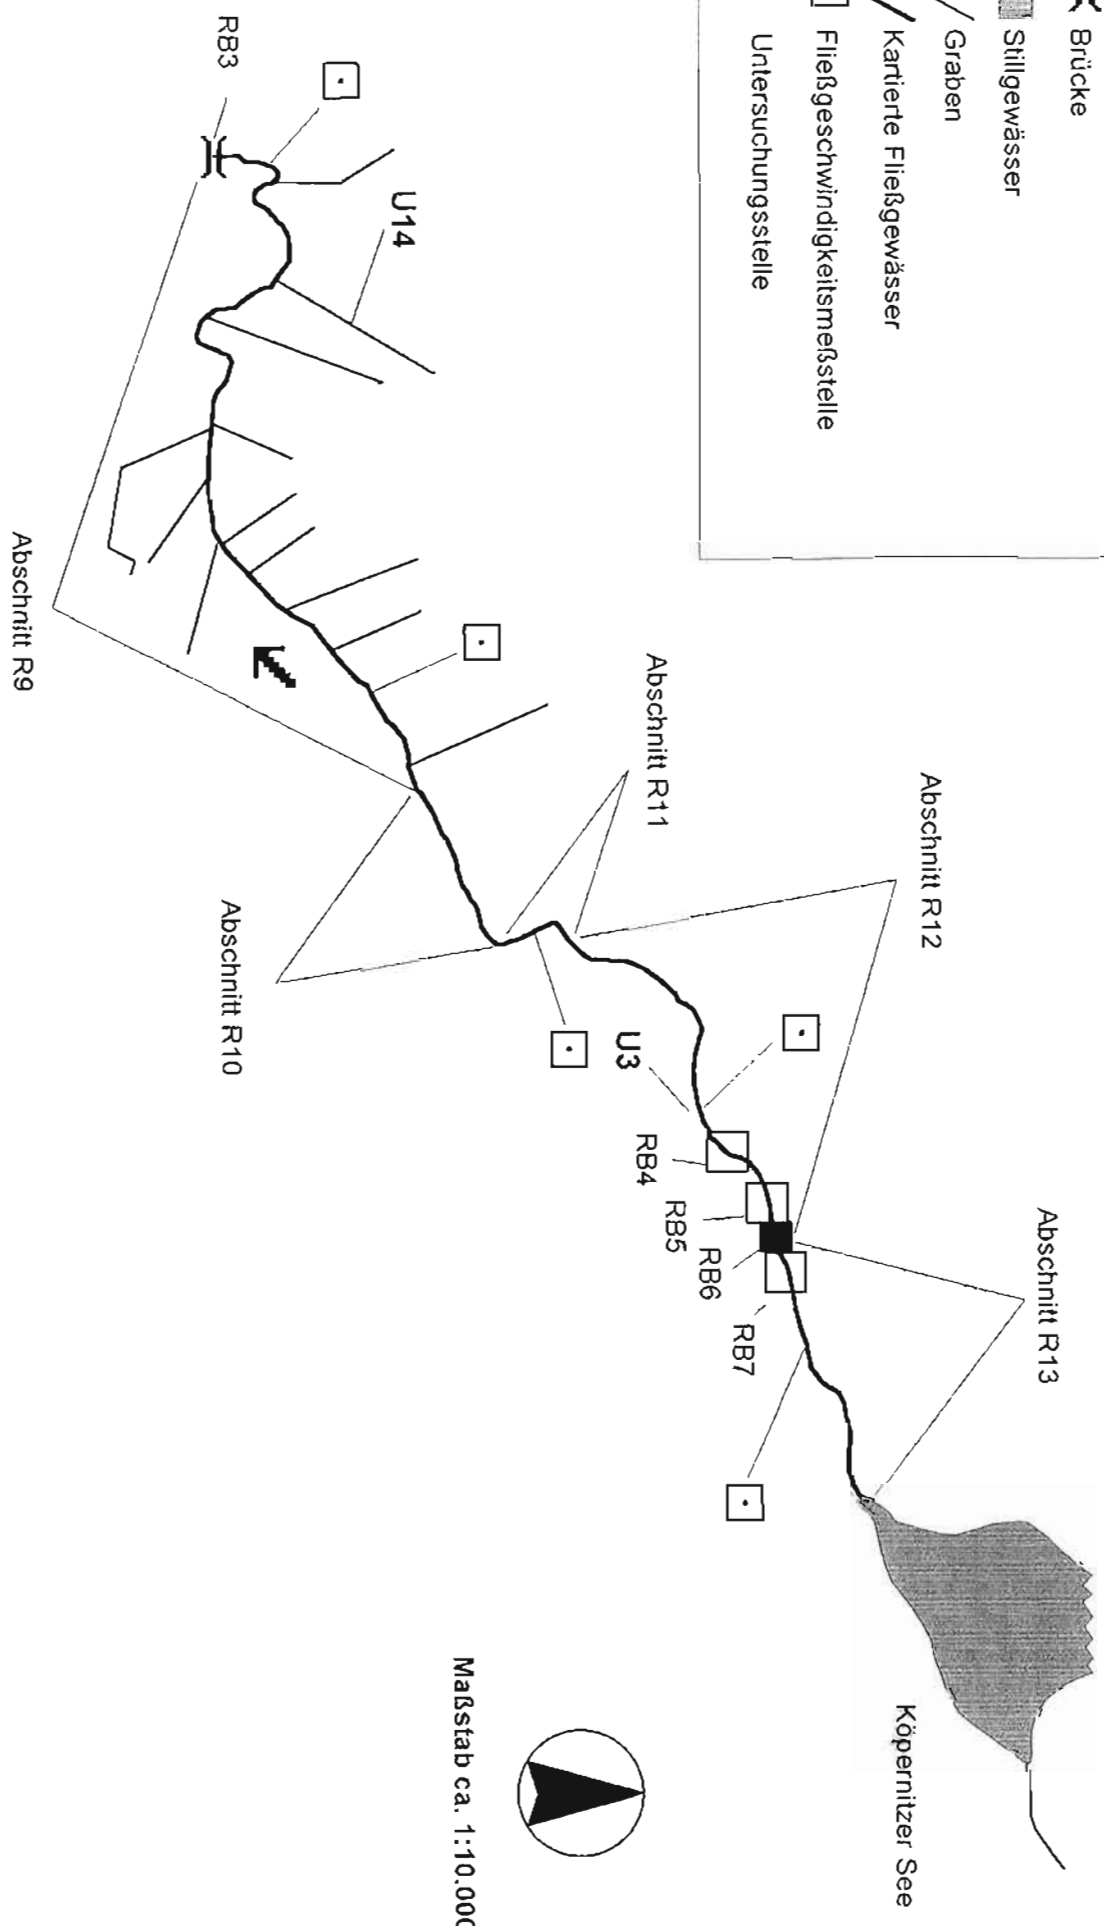 Brücke
Stillgewässer
Graben
Kartierte Fließgewässer
Fließgeschwindigkeitsmeßstelle
Untersuchungsstelle
Köpernitzer See
Abschnitt R13
Abschnitt R12
Abschnitt R11
RB7
RB6
RB5
RB4
U3
U14
RB3
Abschnitt R10
Abschnitt R9
Maßstab ca. 1:10.000